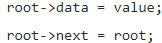 root->data = value;
root->next = root;